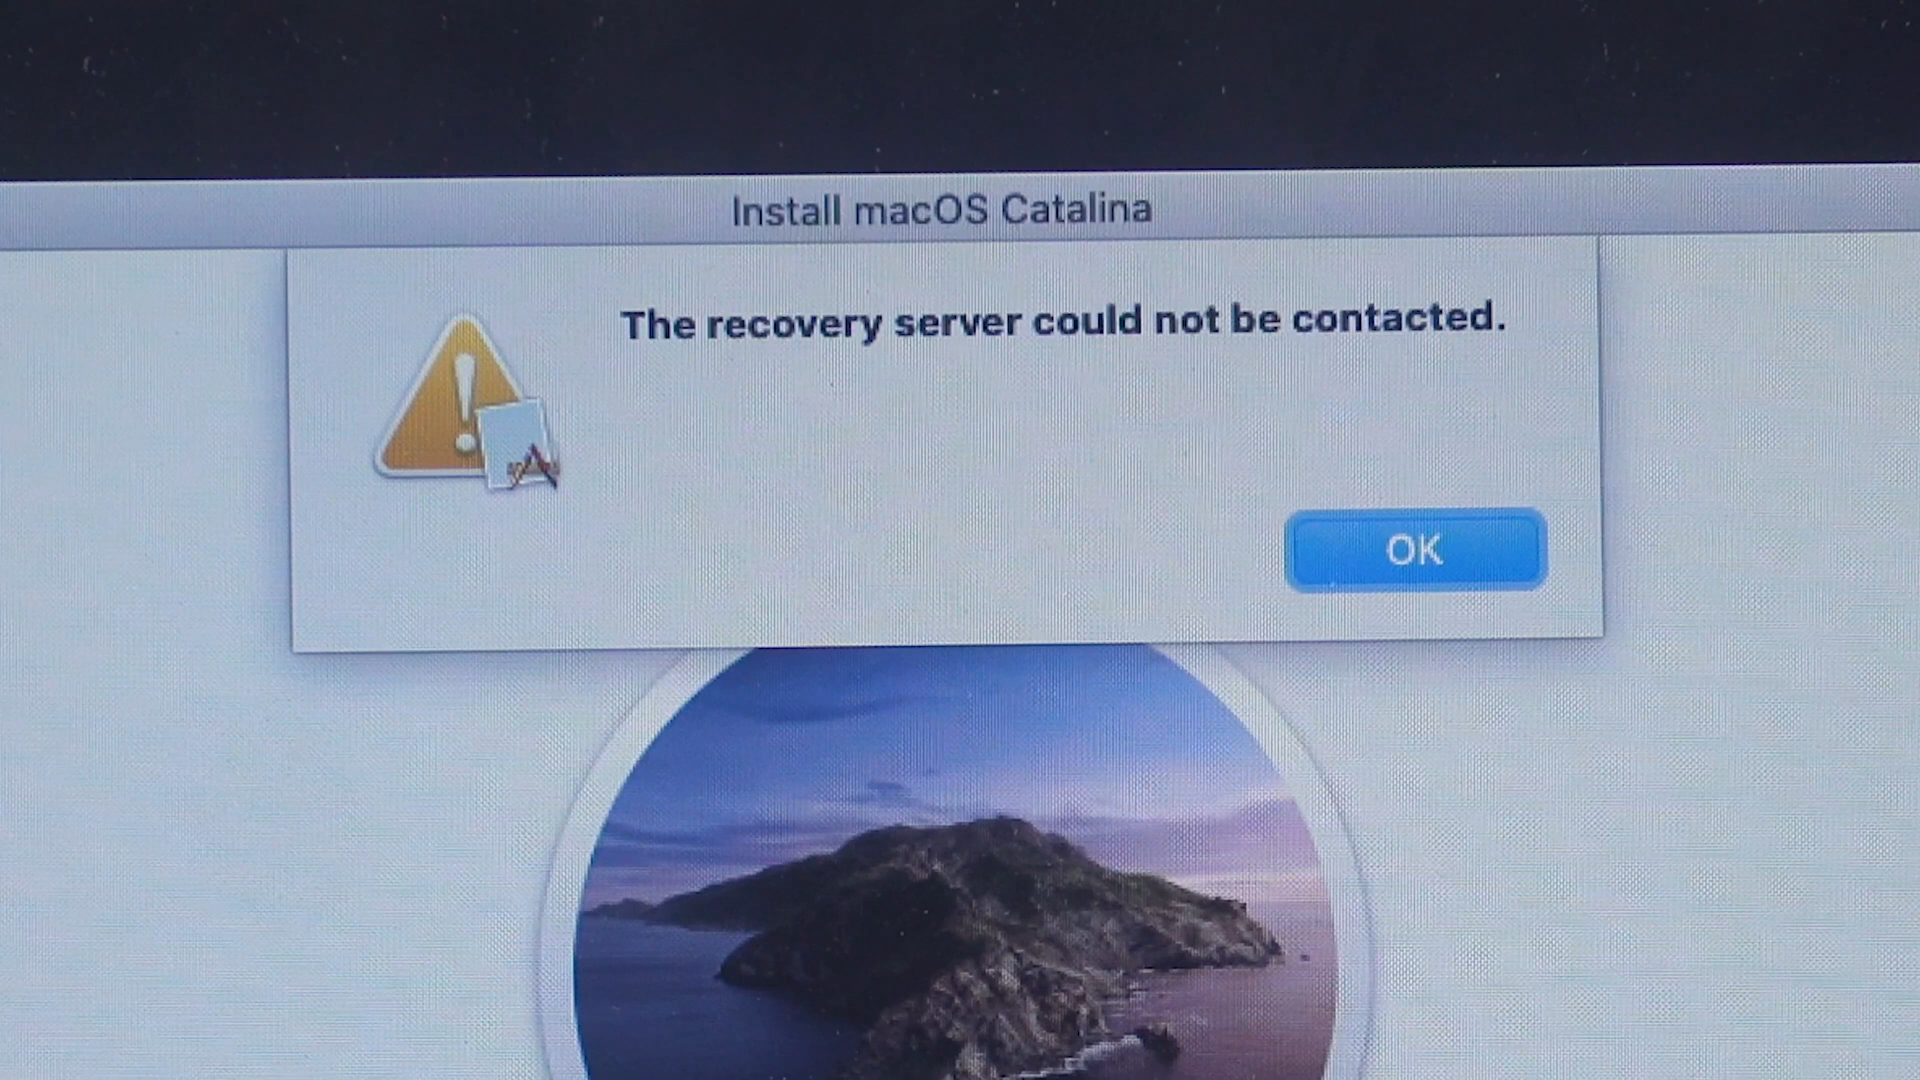 Install macOS Catalina
The recovery server could not be contacted.
OK